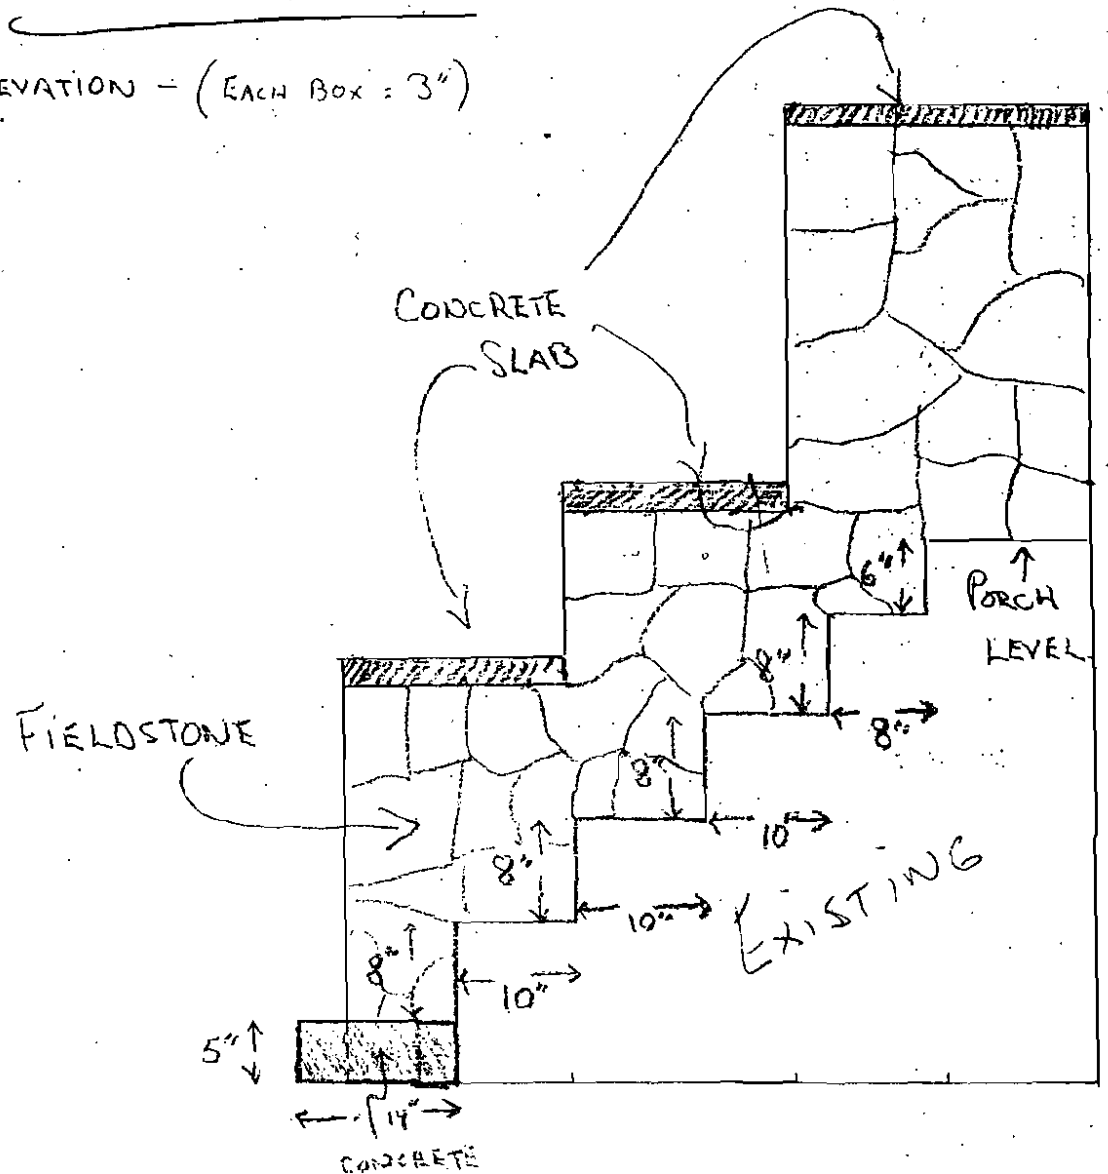 EVATION - (EACH BOX = 3")
CONCRETE
SLAB
6"
PORCH
LEVEL
8"
8"
FIELDSTONE
8"
10"
8"
10"
EXISTING
8"
10"
5"
14"
CONCRETE